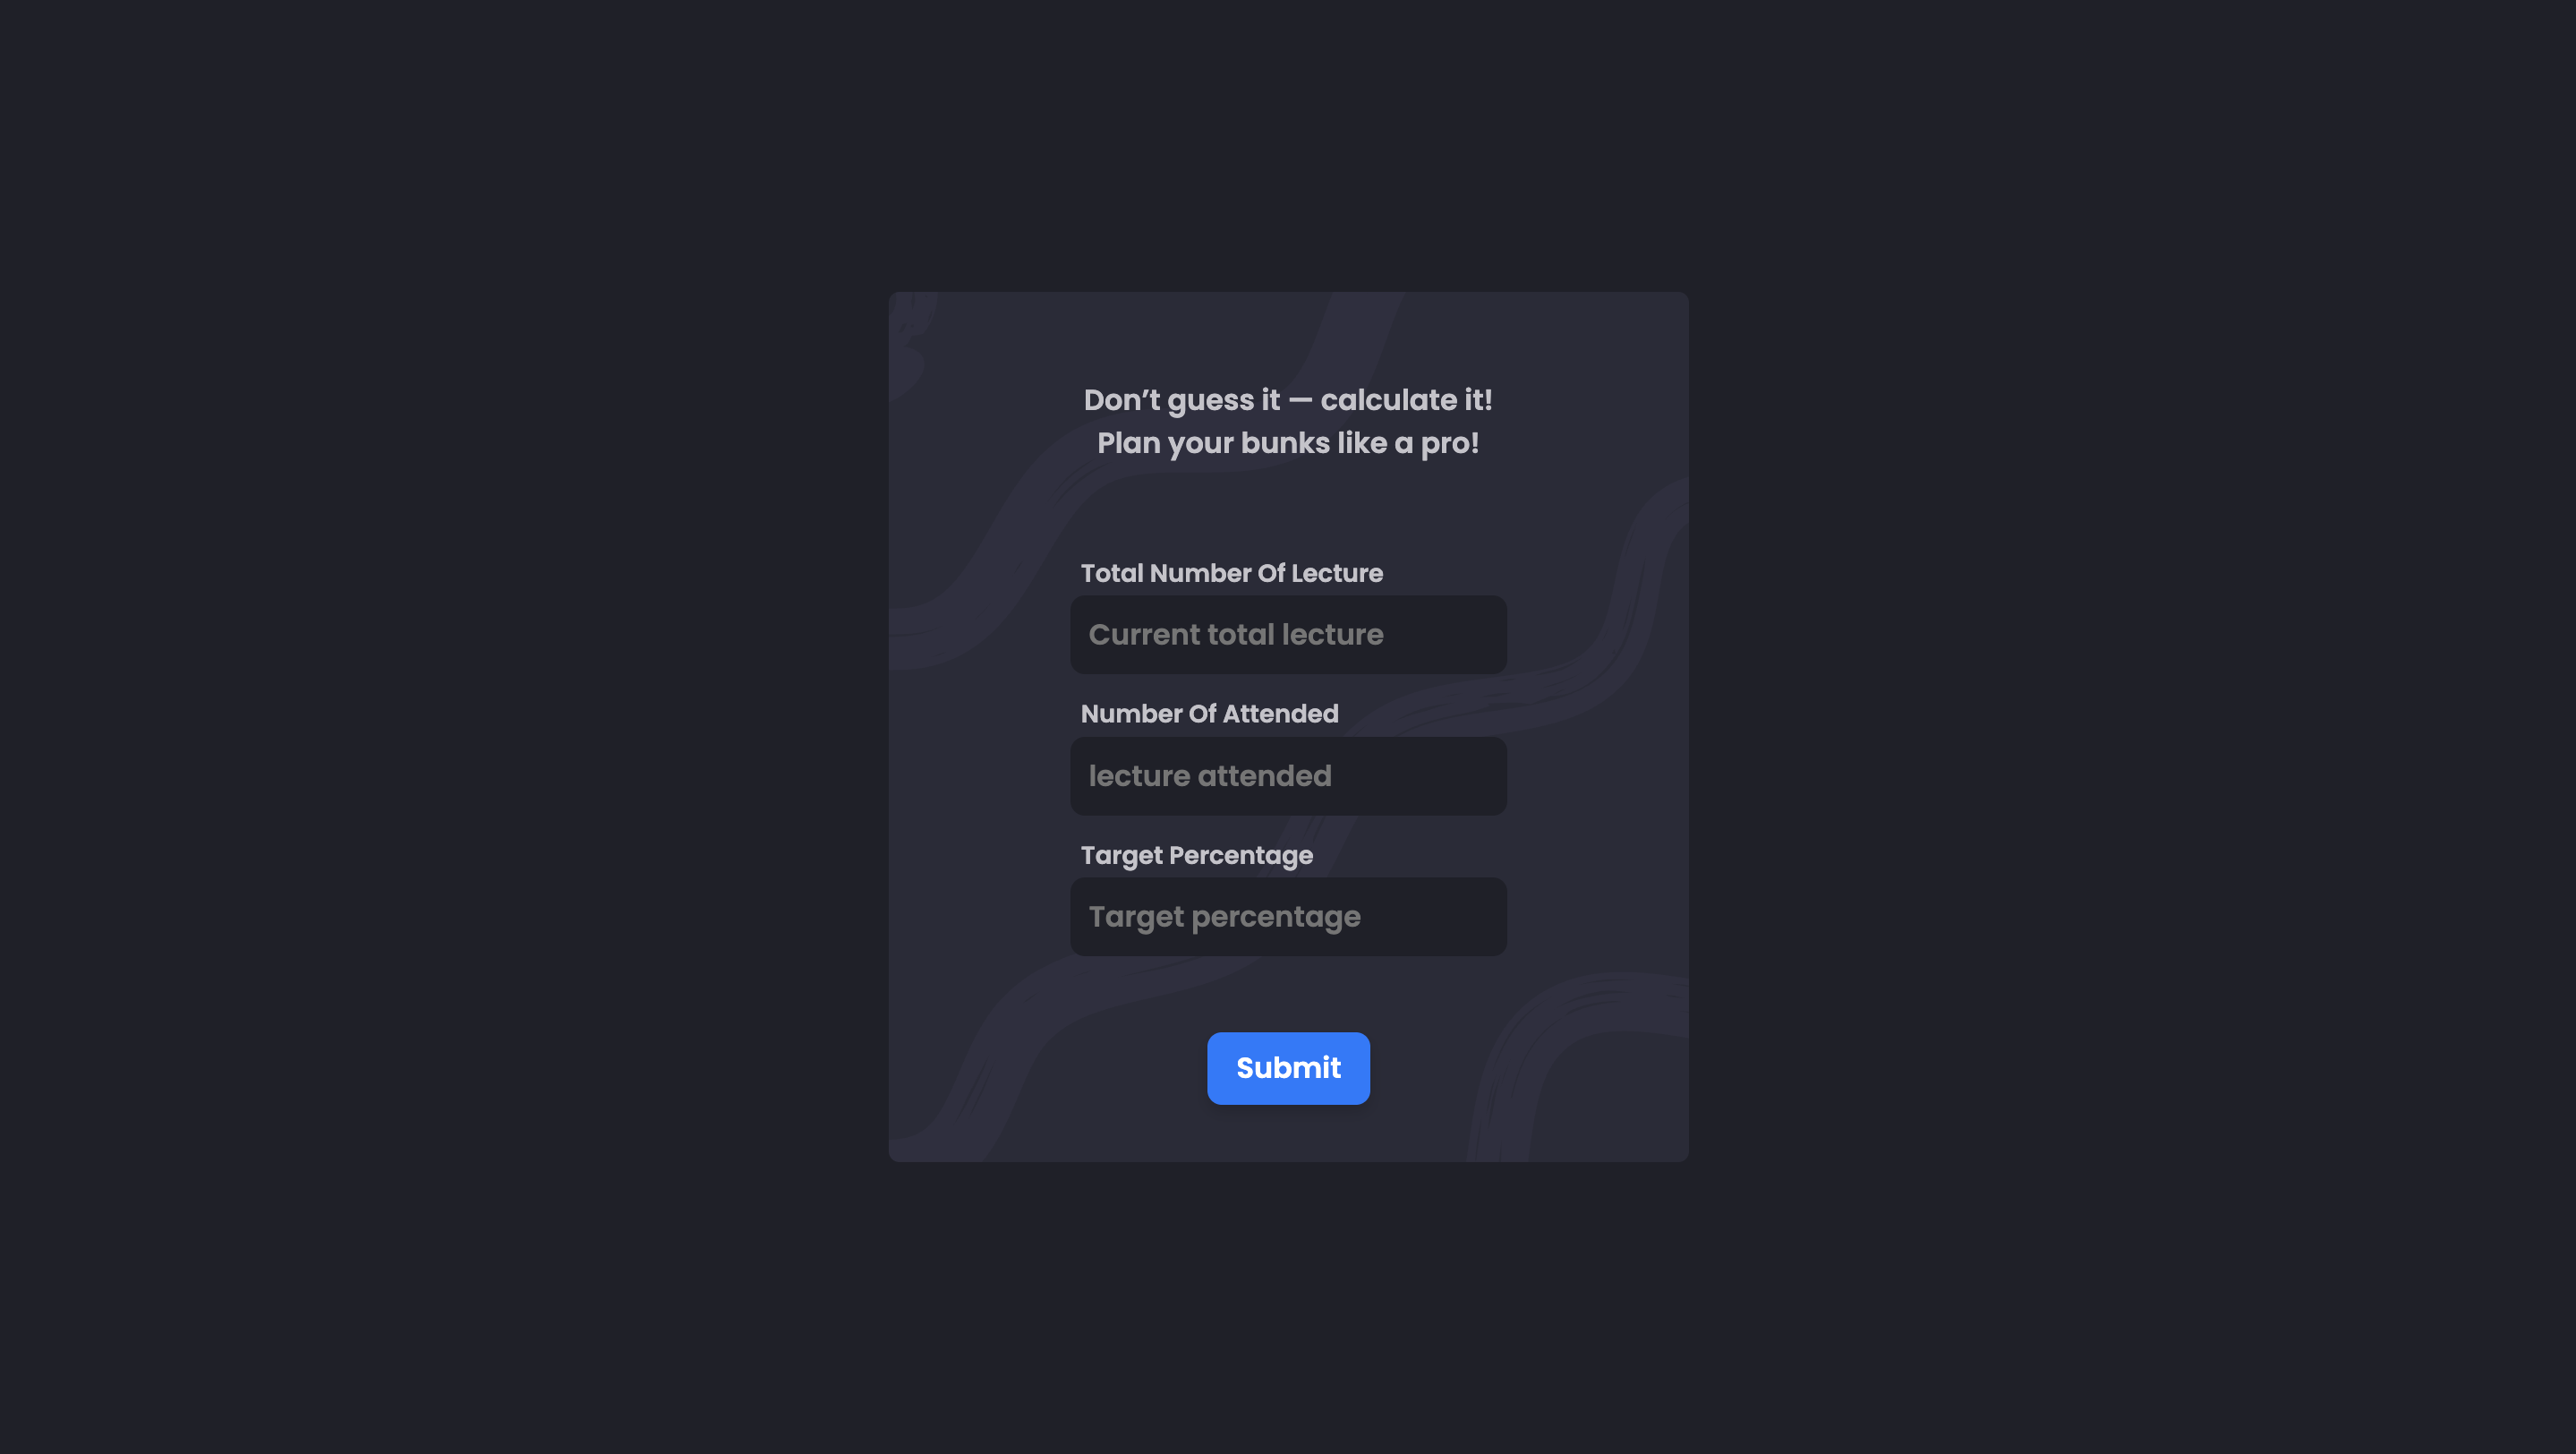 Don’t guess it — calculate it!
Plan your bunks like a pro!
Total Number Of Lecture
Current total lecture
Number Of Attended
lecture attended
Target Percentage
Target percentage
Submit